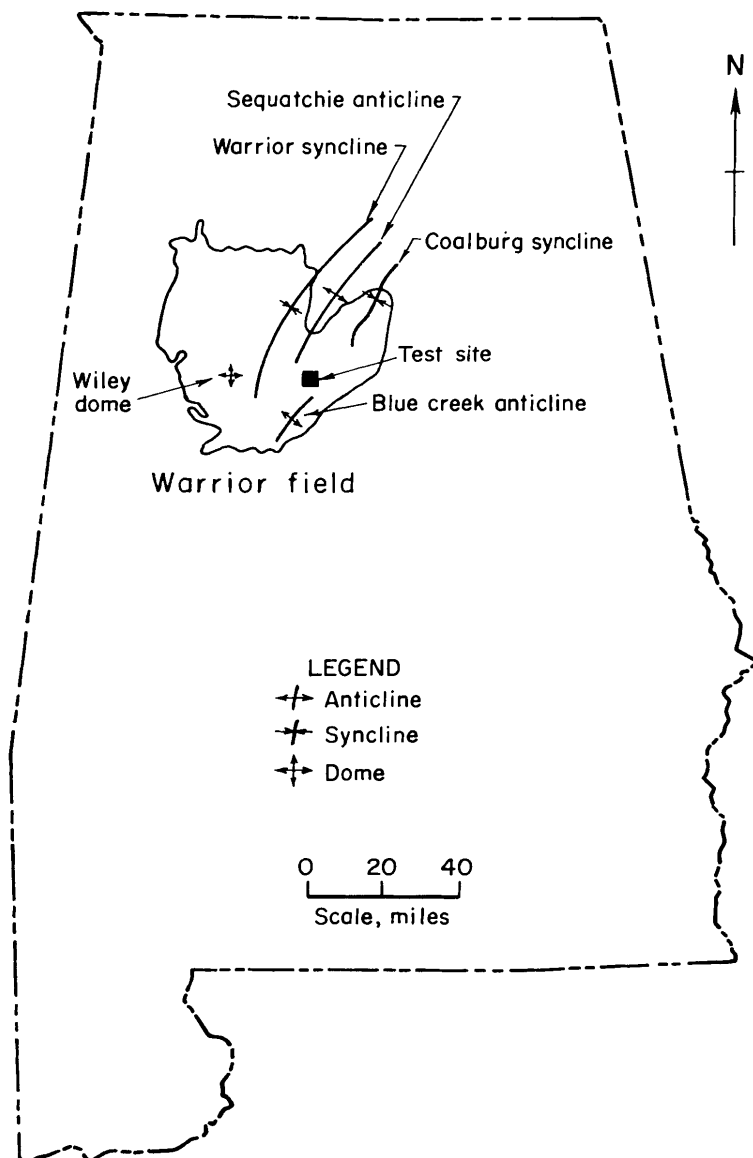 N
Sequatchie anticline
Warrior syncline
Coalburg syncline
Test site
Wiley
dome
Blue creek anticline
Warrior field
LEGEND
Anticline
Syncline
Dome
0 20 40
Scale, miles